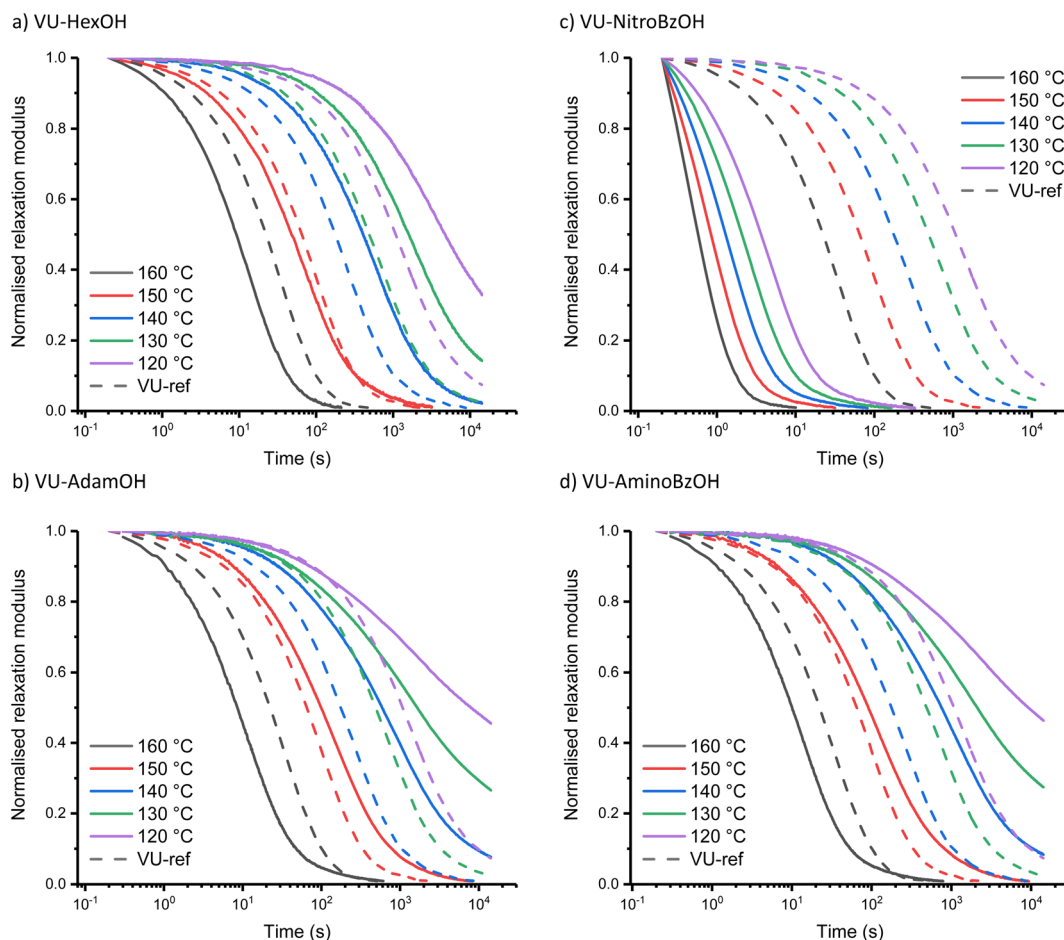 a) VU-HexOH
Normalised relaxation modulus
1.0
0.8
0.6
0.4
0.2
0.0
160 °C
150 °C
140 °C
130 °C
120 °C
VU-ref
10⁻¹ 10⁰ 10¹ 10² 10³ 10⁴
Time (s)
c) VU-NitroBzOH
Normalised relaxation modulus
1.0
0.8
0.6
0.4
0.2
0.0
160 °C
150 °C
140 °C
130 °C
120 °C
VU-ref
10⁻¹ 10⁰ 10¹ 10² 10³ 10⁴
Time (s)
b) VU-AdamOH
Normalised relaxation modulus
1.0
0.8
0.6
0.4
0.2
0.0
160 °C
150 °C
140 °C
130 °C
120 °C
VU-ref
10⁻¹ 10⁰ 10¹ 10² 10³ 10⁴
Time (s)
d) VU-AminoBzOH
Normalised relaxation modulus
1.0
0.8
0.6
0.4
0.2
0.0
160 °C
150 °C
140 °C
130 °C
120 °C
VU-ref
10⁻¹ 10⁰ 10¹ 10² 10³ 10⁴
Time (s)